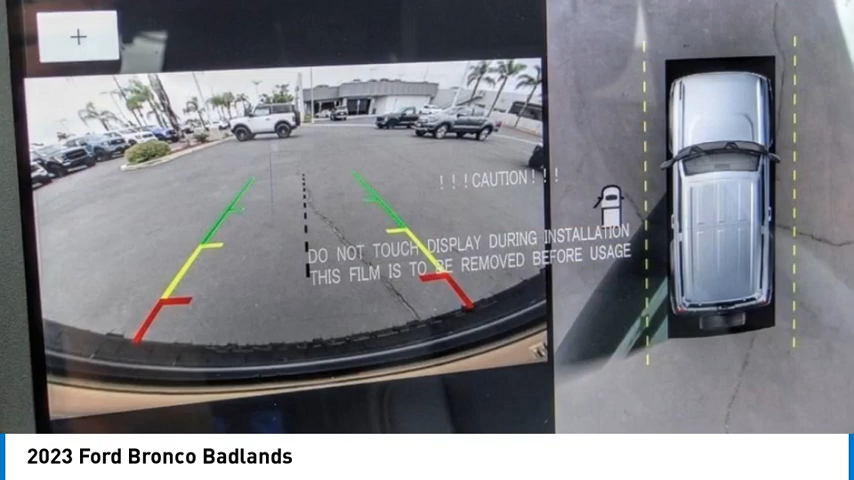 +
! ! ! CAUTION ! ! !
DO NOT TOUCH DISPLAY DURING INSTALLATION
THIS FILM IS TO BE REMOVED BEFORE USAGE
2023 Ford Bronco Badlands